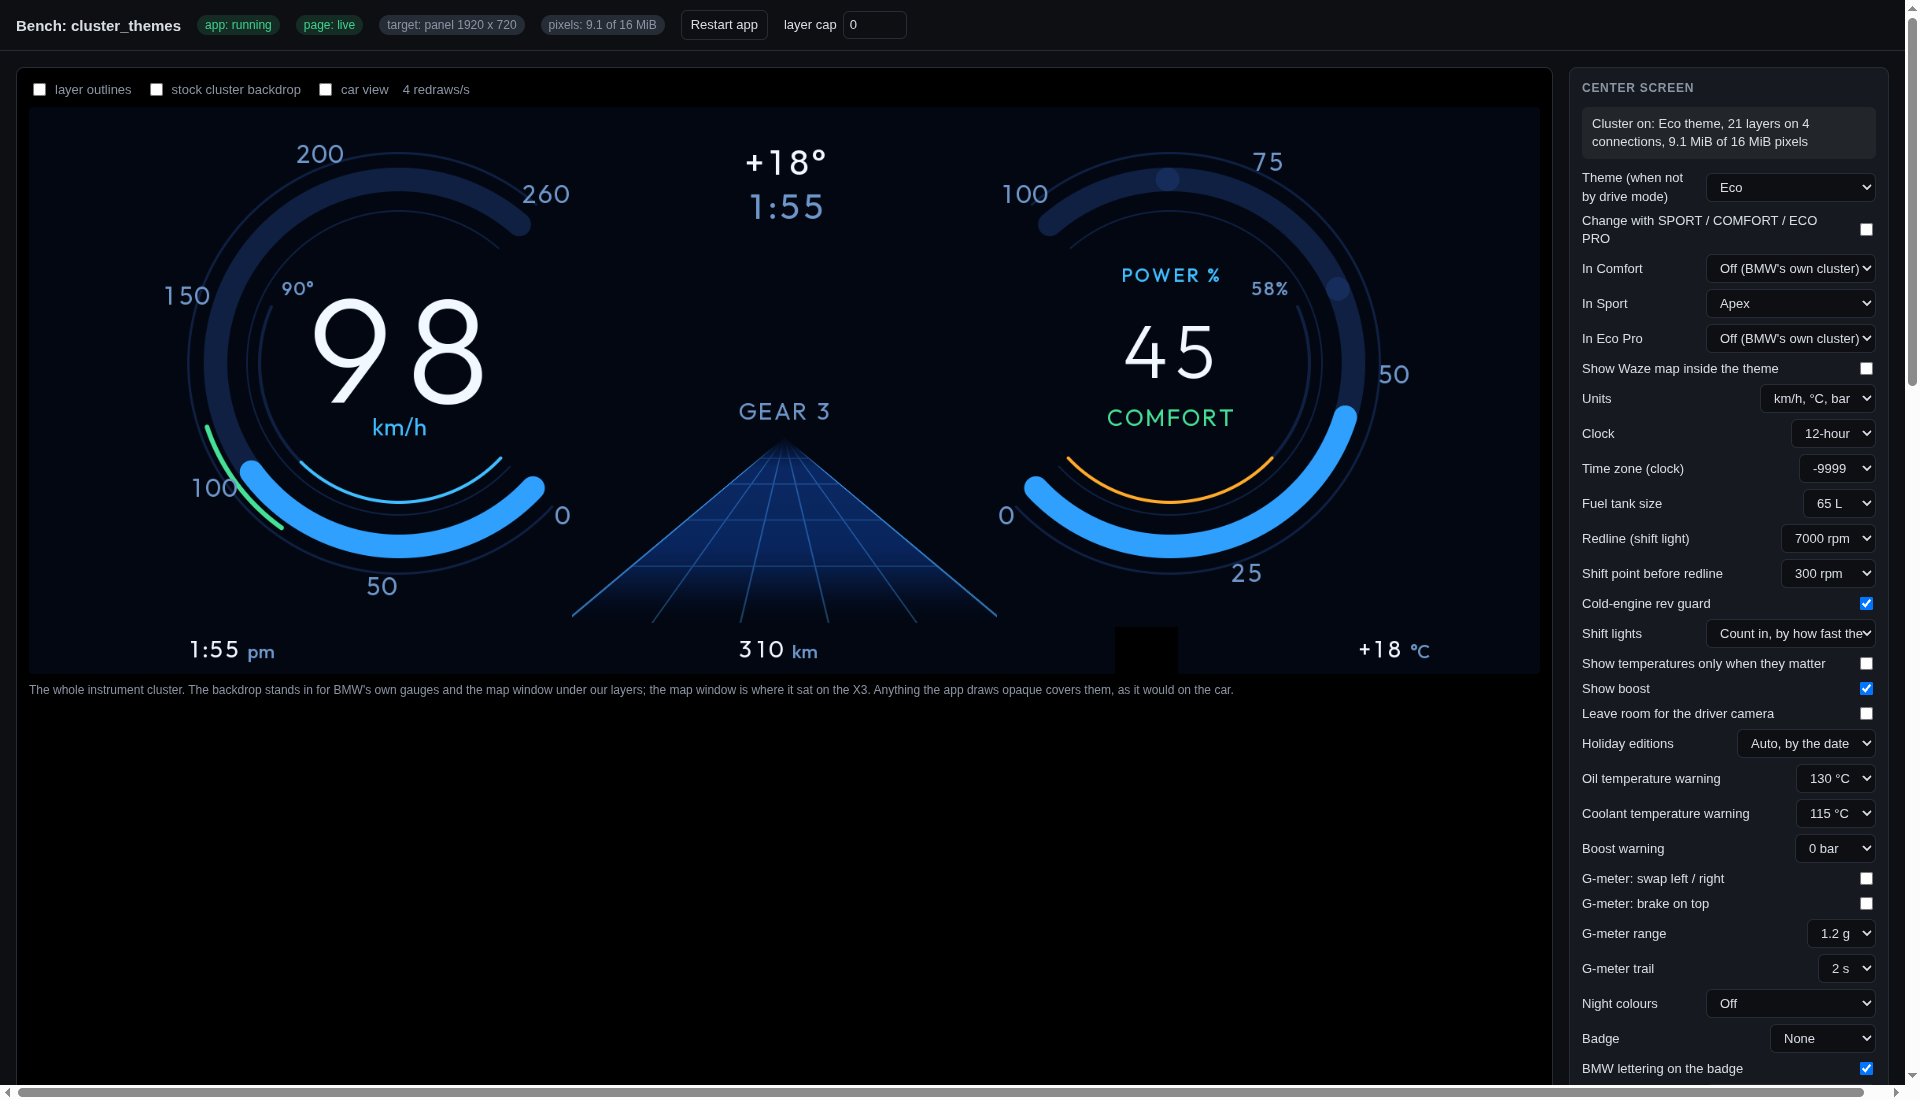 Bench: cluster_themes
app: running
page: live
target: panel 1920 x 720
pixels: 9.1 of 16 MiB
Restart app
layer cap
0
layer outlines
stock cluster backdrop
car view
4 redraws/s
200
260
150
100
50
0
90°
98
km/h
+18°
1:55
GEAR 3
100
75
50
25
0
POWER %
58%
45
COMFORT
1:55 pm
310 km
+18 °C
The whole instrument cluster. The backdrop stands in for BMW's own gauges and the map window under our layers; the map window is where it sat on the X3. Anything the app draws opaque covers them, as it would on the car.
CENTER SCREEN
Cluster on: Eco theme, 21 layers on 4
connections, 9.1 MiB of 16 MiB pixels
Theme (when not
by drive mode)
Eco
Change with SPORT / COMFORT / ECO
PRO
In Comfort
Off (BMW's own cluster)
In Sport
Apex
In Eco Pro
Off (BMW's own cluster)
Show Waze map inside the theme
Units
km/h, °C, bar
Clock
12-hour
Time zone (clock)
-9999
Fuel tank size
65 L
Redline (shift light)
7000 rpm
Shift point before redline
300 rpm
Cold-engine rev guard
Shift lights
Count in, by how fast the
Show temperatures only when they matter
Show boost
Leave room for the driver camera
Holiday editions
Auto, by the date
Oil temperature warning
130 °C
Coolant temperature warning
115 °C
Boost warning
0 bar
G-meter: swap left / right
G-meter: brake on top
G-meter range
1.2 g
G-meter trail
2 s
Night colours
Off
Badge
None
BMW lettering on the badge